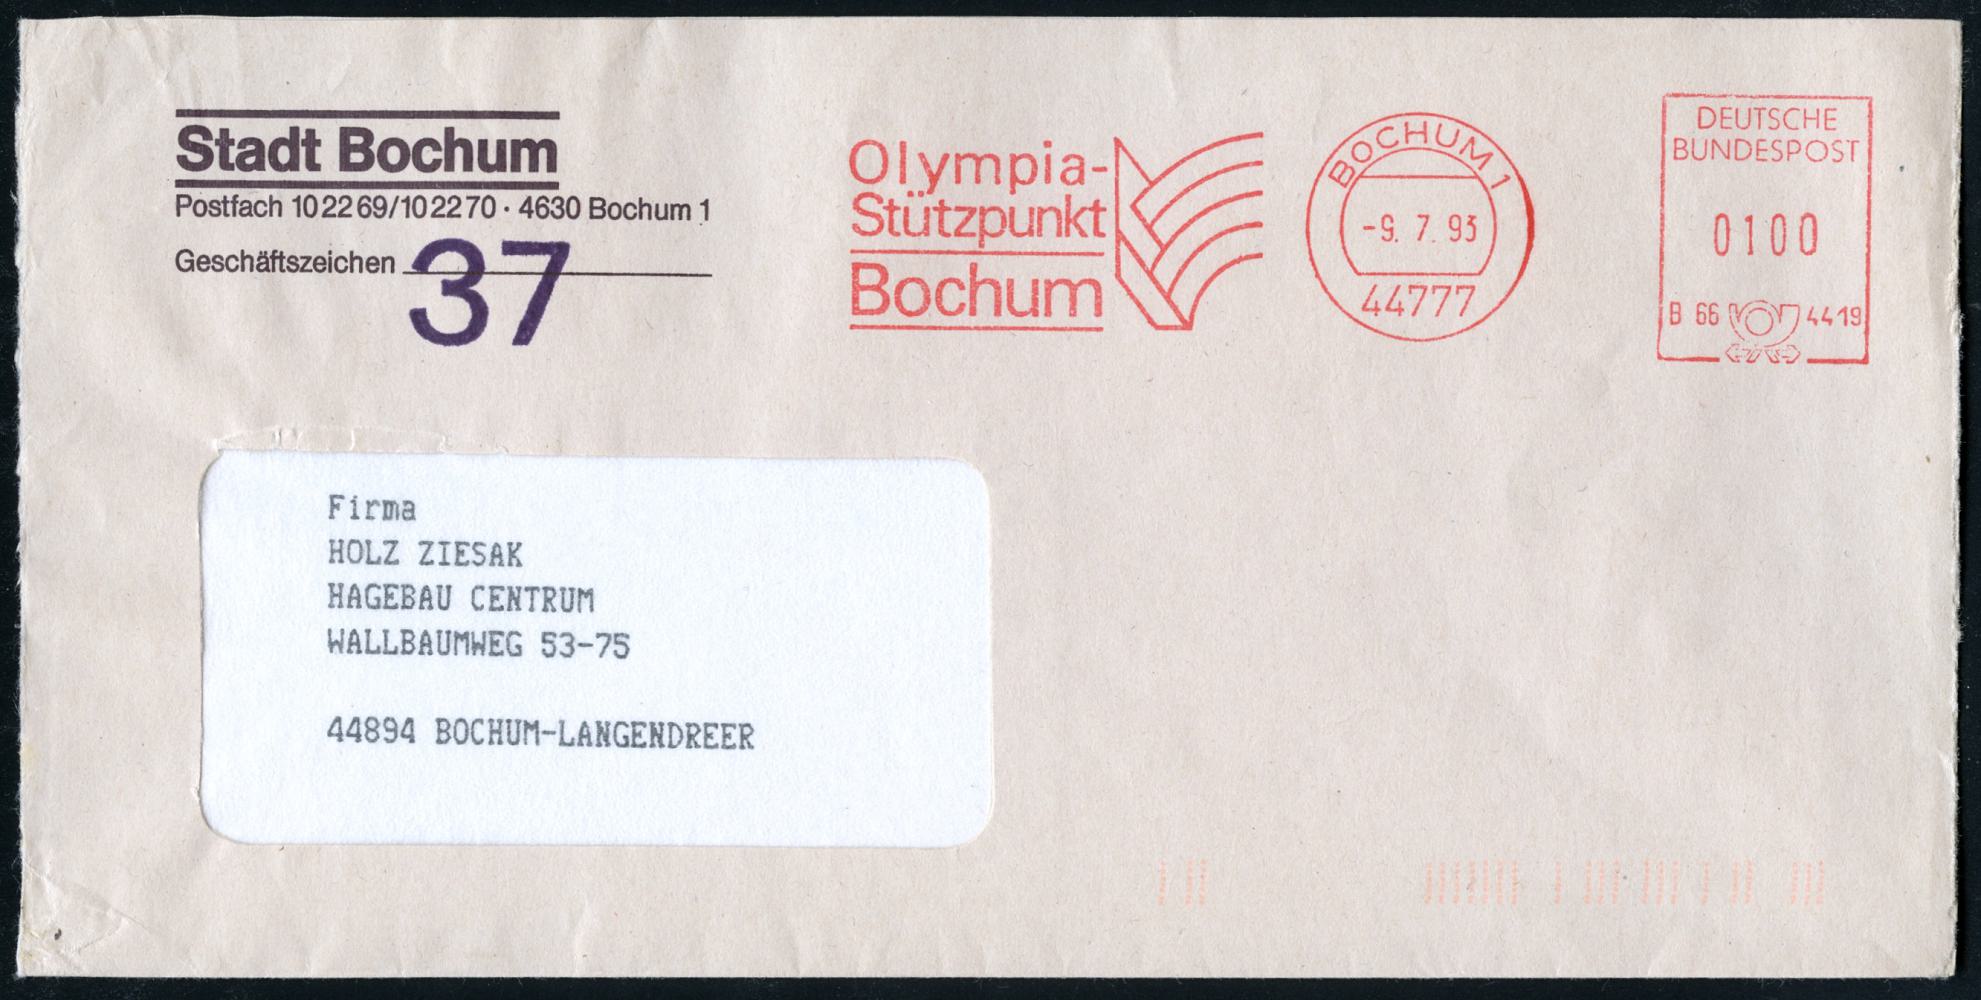 Stadt Bochum
Postfach 102269/102270 · 4630 Bochum 1
Geschäftszeichen 37
Olympia-
Stützpunkt
Bochum
BOCHUM 1
-9. 7. 93
44777
DEUTSCHE
BUNDESPOST
0100
B 66 4419
Firma
HOLZ ZIESAK
HAGEBAU CENTRUM
WALLBAUMWEG 53-75
44894 BOCHUM-LANGENDREER